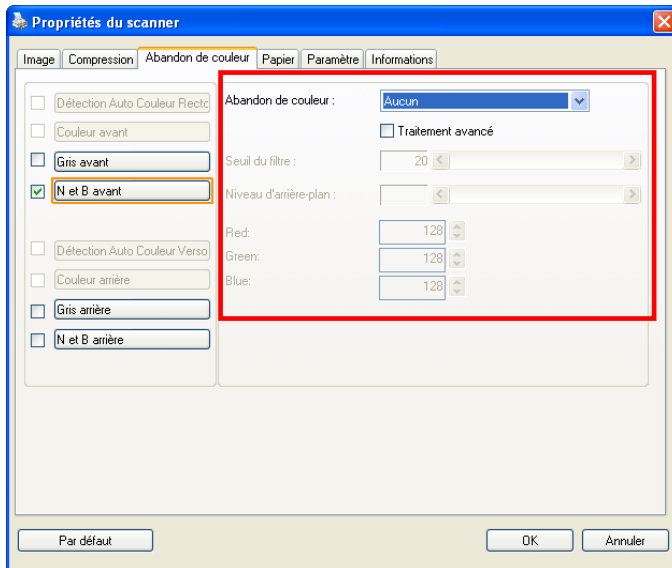 Propriétés du scanner
Image Compression Abandon de couleur Papier Paramètre Informations
Détection Auto Couleur Recto
Couleur avant
Gris avant
N et B avant
Détection Auto Couleur Verso
Couleur arrière
Gris arrière
N et B arrière
Abandon de couleur : Aucun
Traitement avancé
Seuil du filtre : 20
Niveau d'arrière-plan :
Red: 128
Green: 128
Blue: 128
Par défaut OK Annuler